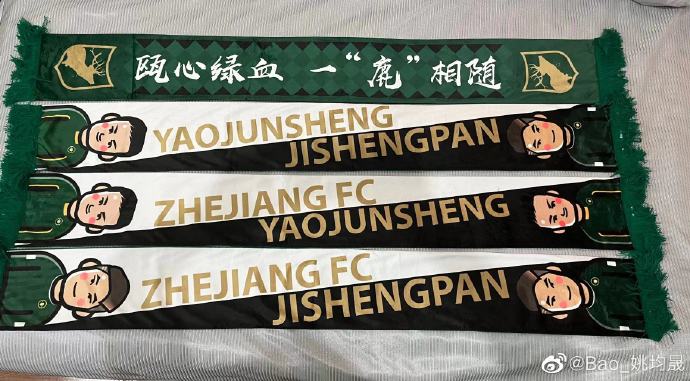 瓯心绿血 一“鹿”相随
YAOJUNSHENG
JISHENGPAN
ZHEJIANG FC
YAOJUNSHENG
ZHEJIANG FC
JISHENGPAN
@Bao_姚均晟